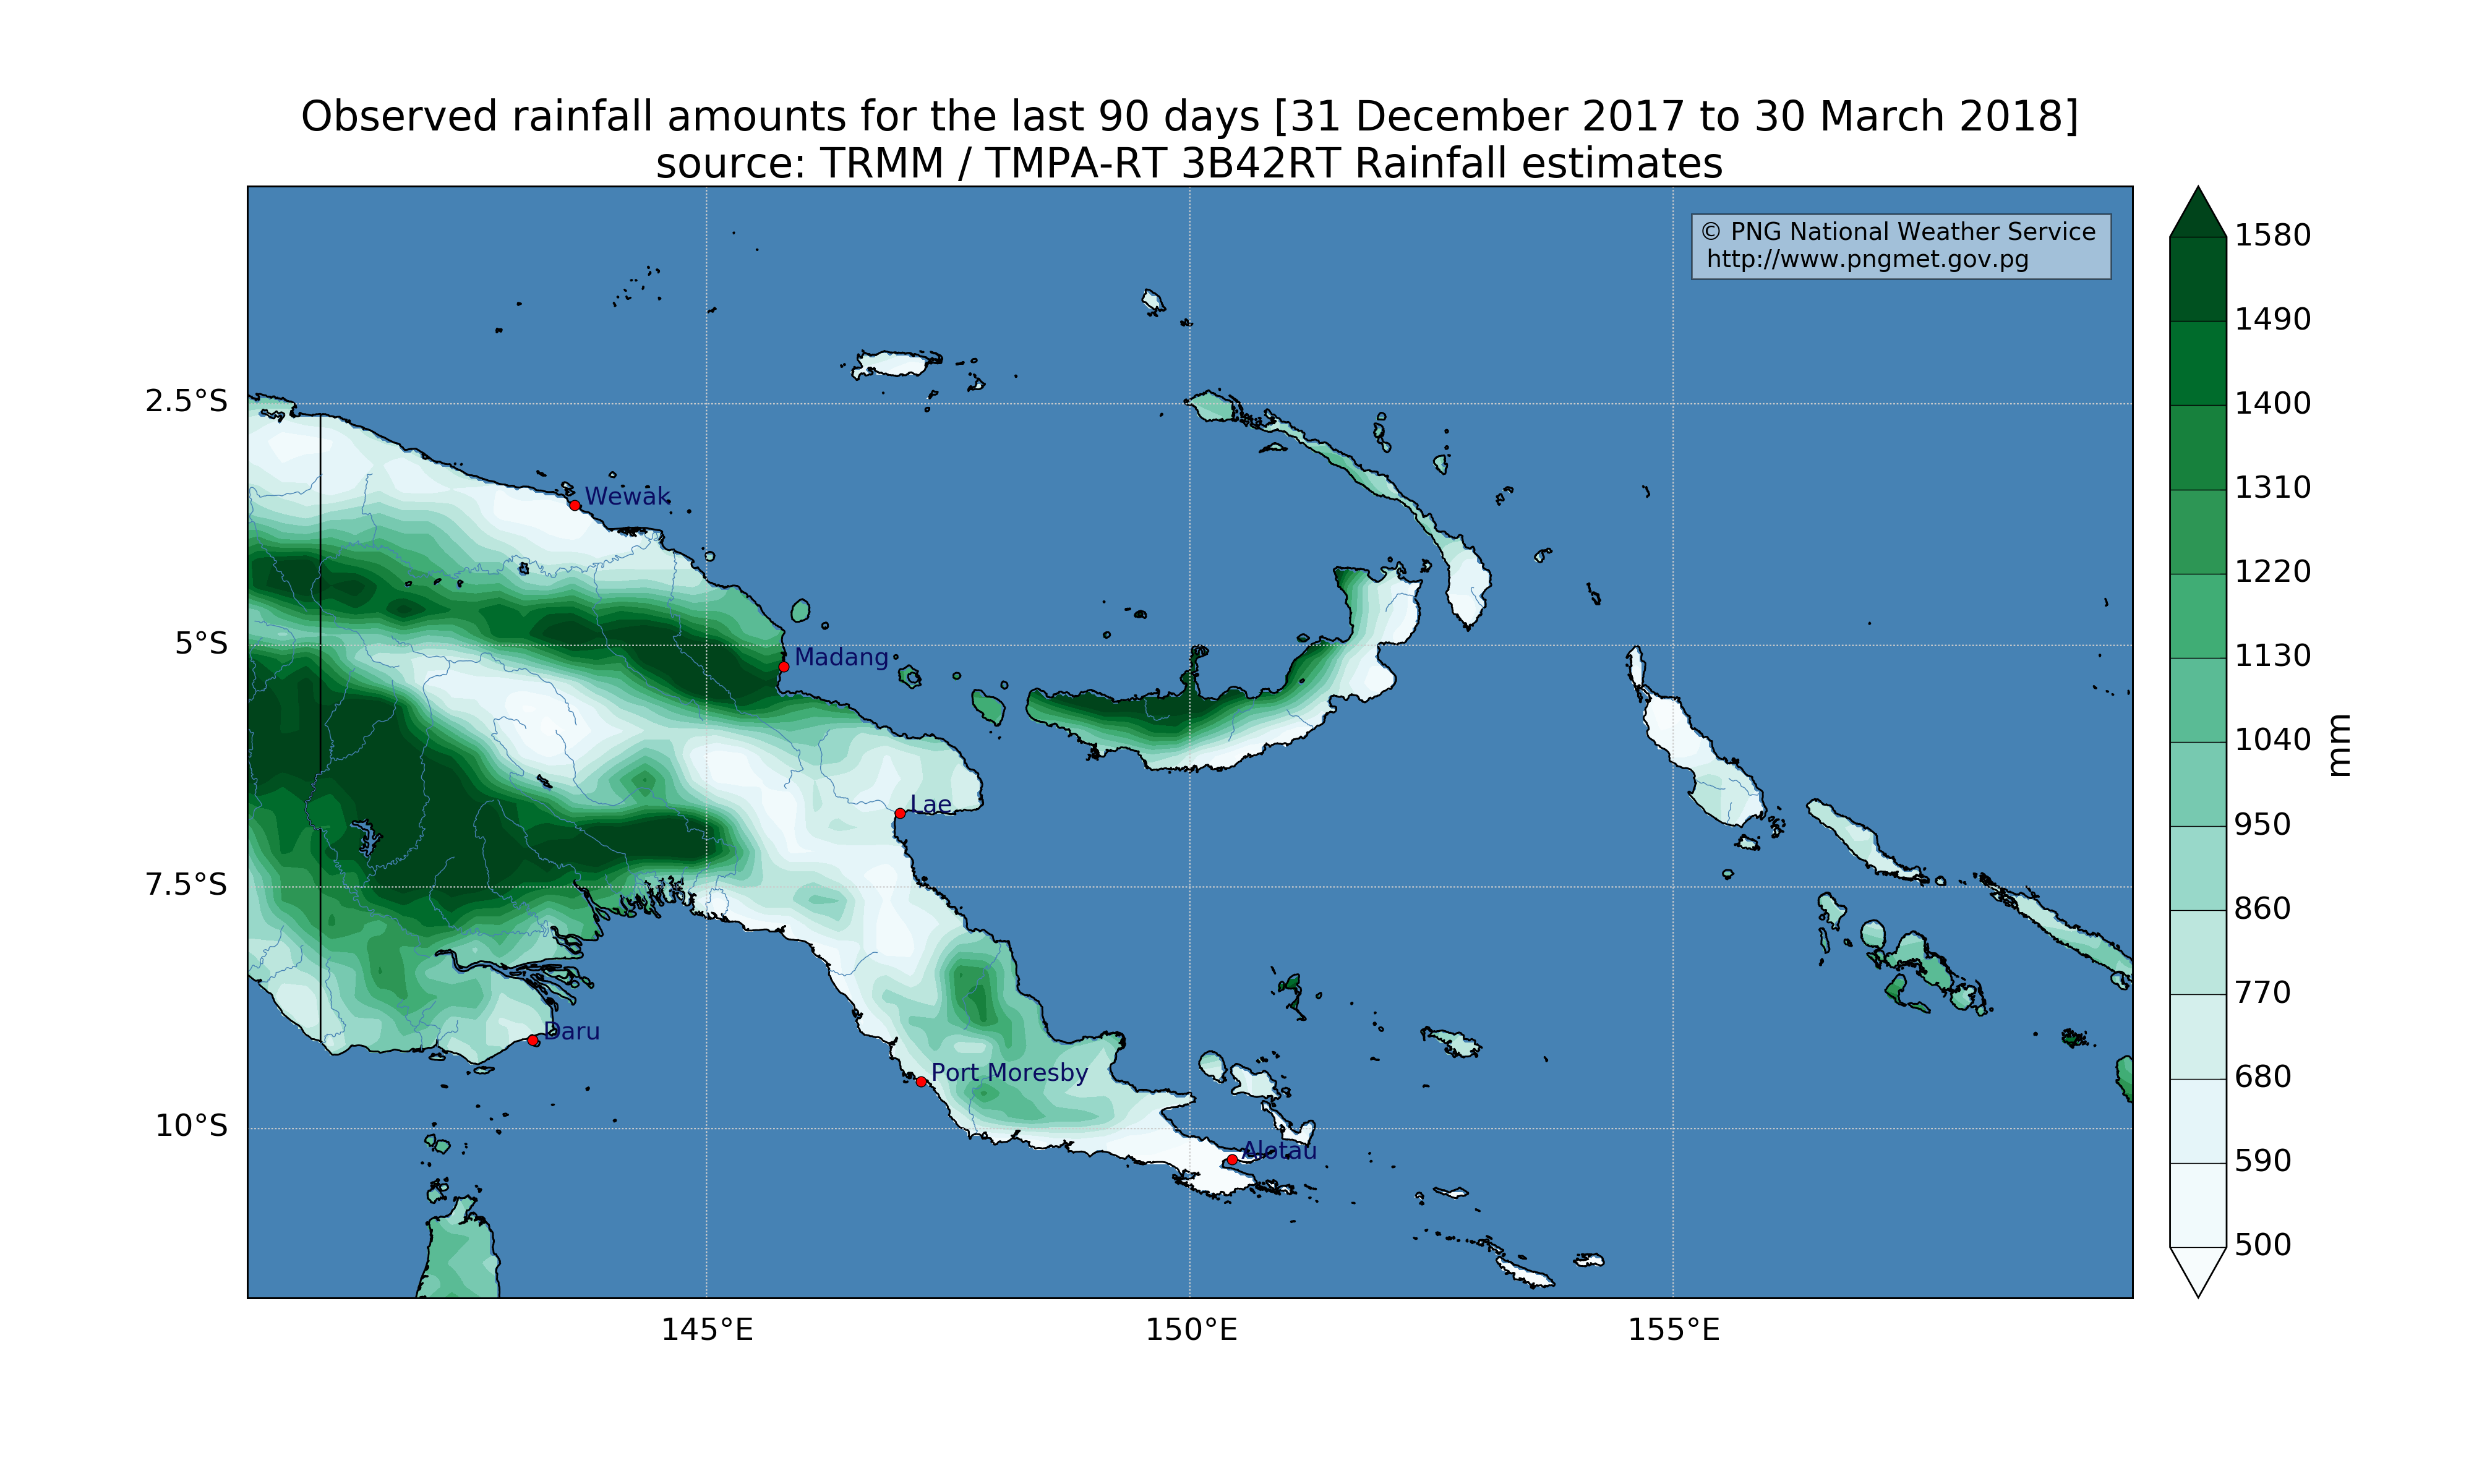 Observed rainfall amounts for the last 90 days [31 December 2017 to 30 March 2018]
source: TRMM / TMPA-RT 3B42RT Rainfall estimates
© PNG National Weather Service
http://www.pngmet.gov.pg
1580
1490
1400
1310
1220
1130
1040
950
860
770
680
590
500
mm
2.5°S
5°S
7.5°S
10°S
Wewak
Madang
Lae
Daru
Port Moresby
Alotau
145°E
150°E
155°E